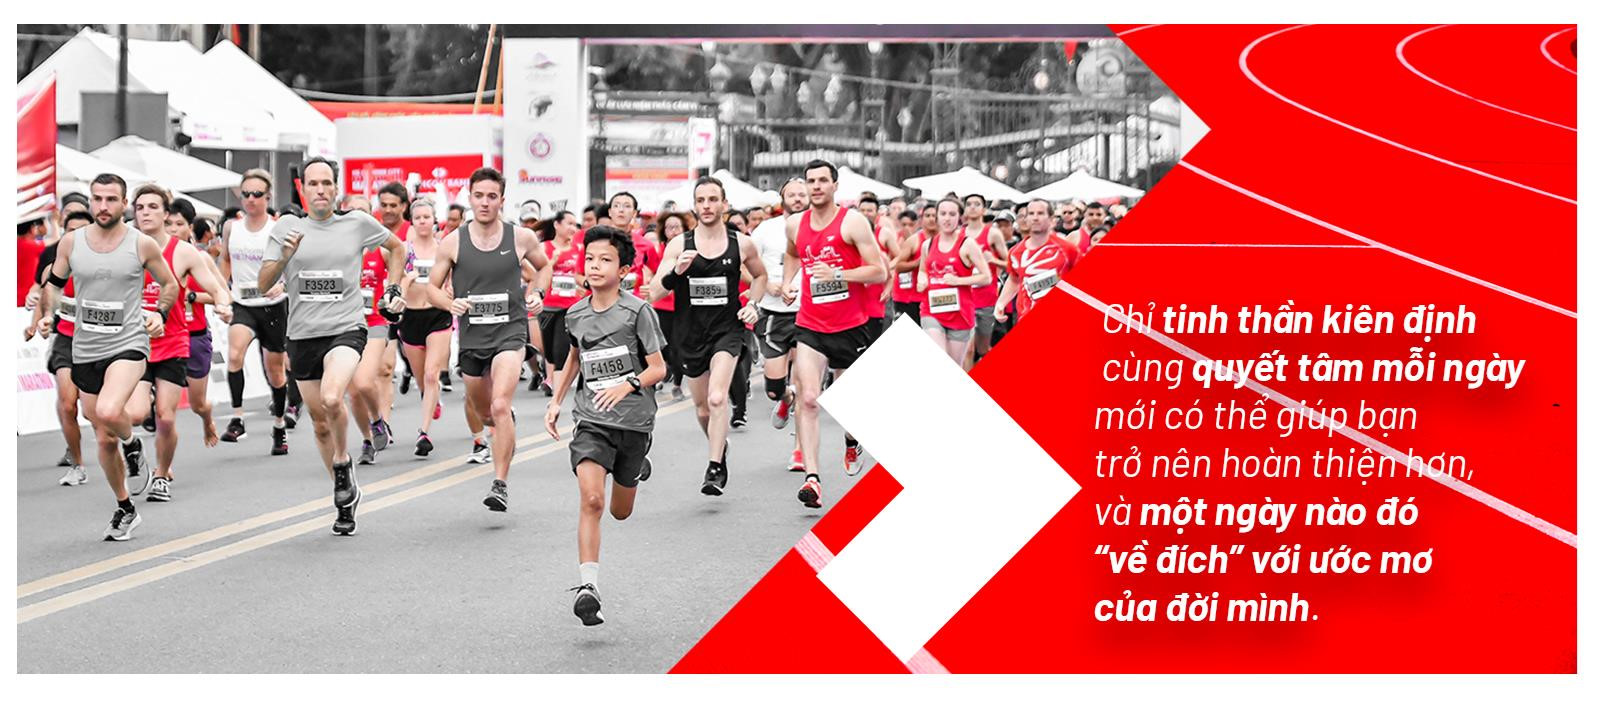 F4287
F3523
F3775
F4158
F3859
F5594
Chỉ tinh thần kiên định
cùng quyết tâm mỗi ngày
mới có thể giúp bạn
trở nên hoàn thiện hơn,
và một ngày nào đó
“về đích” với ước mơ
của đời mình.